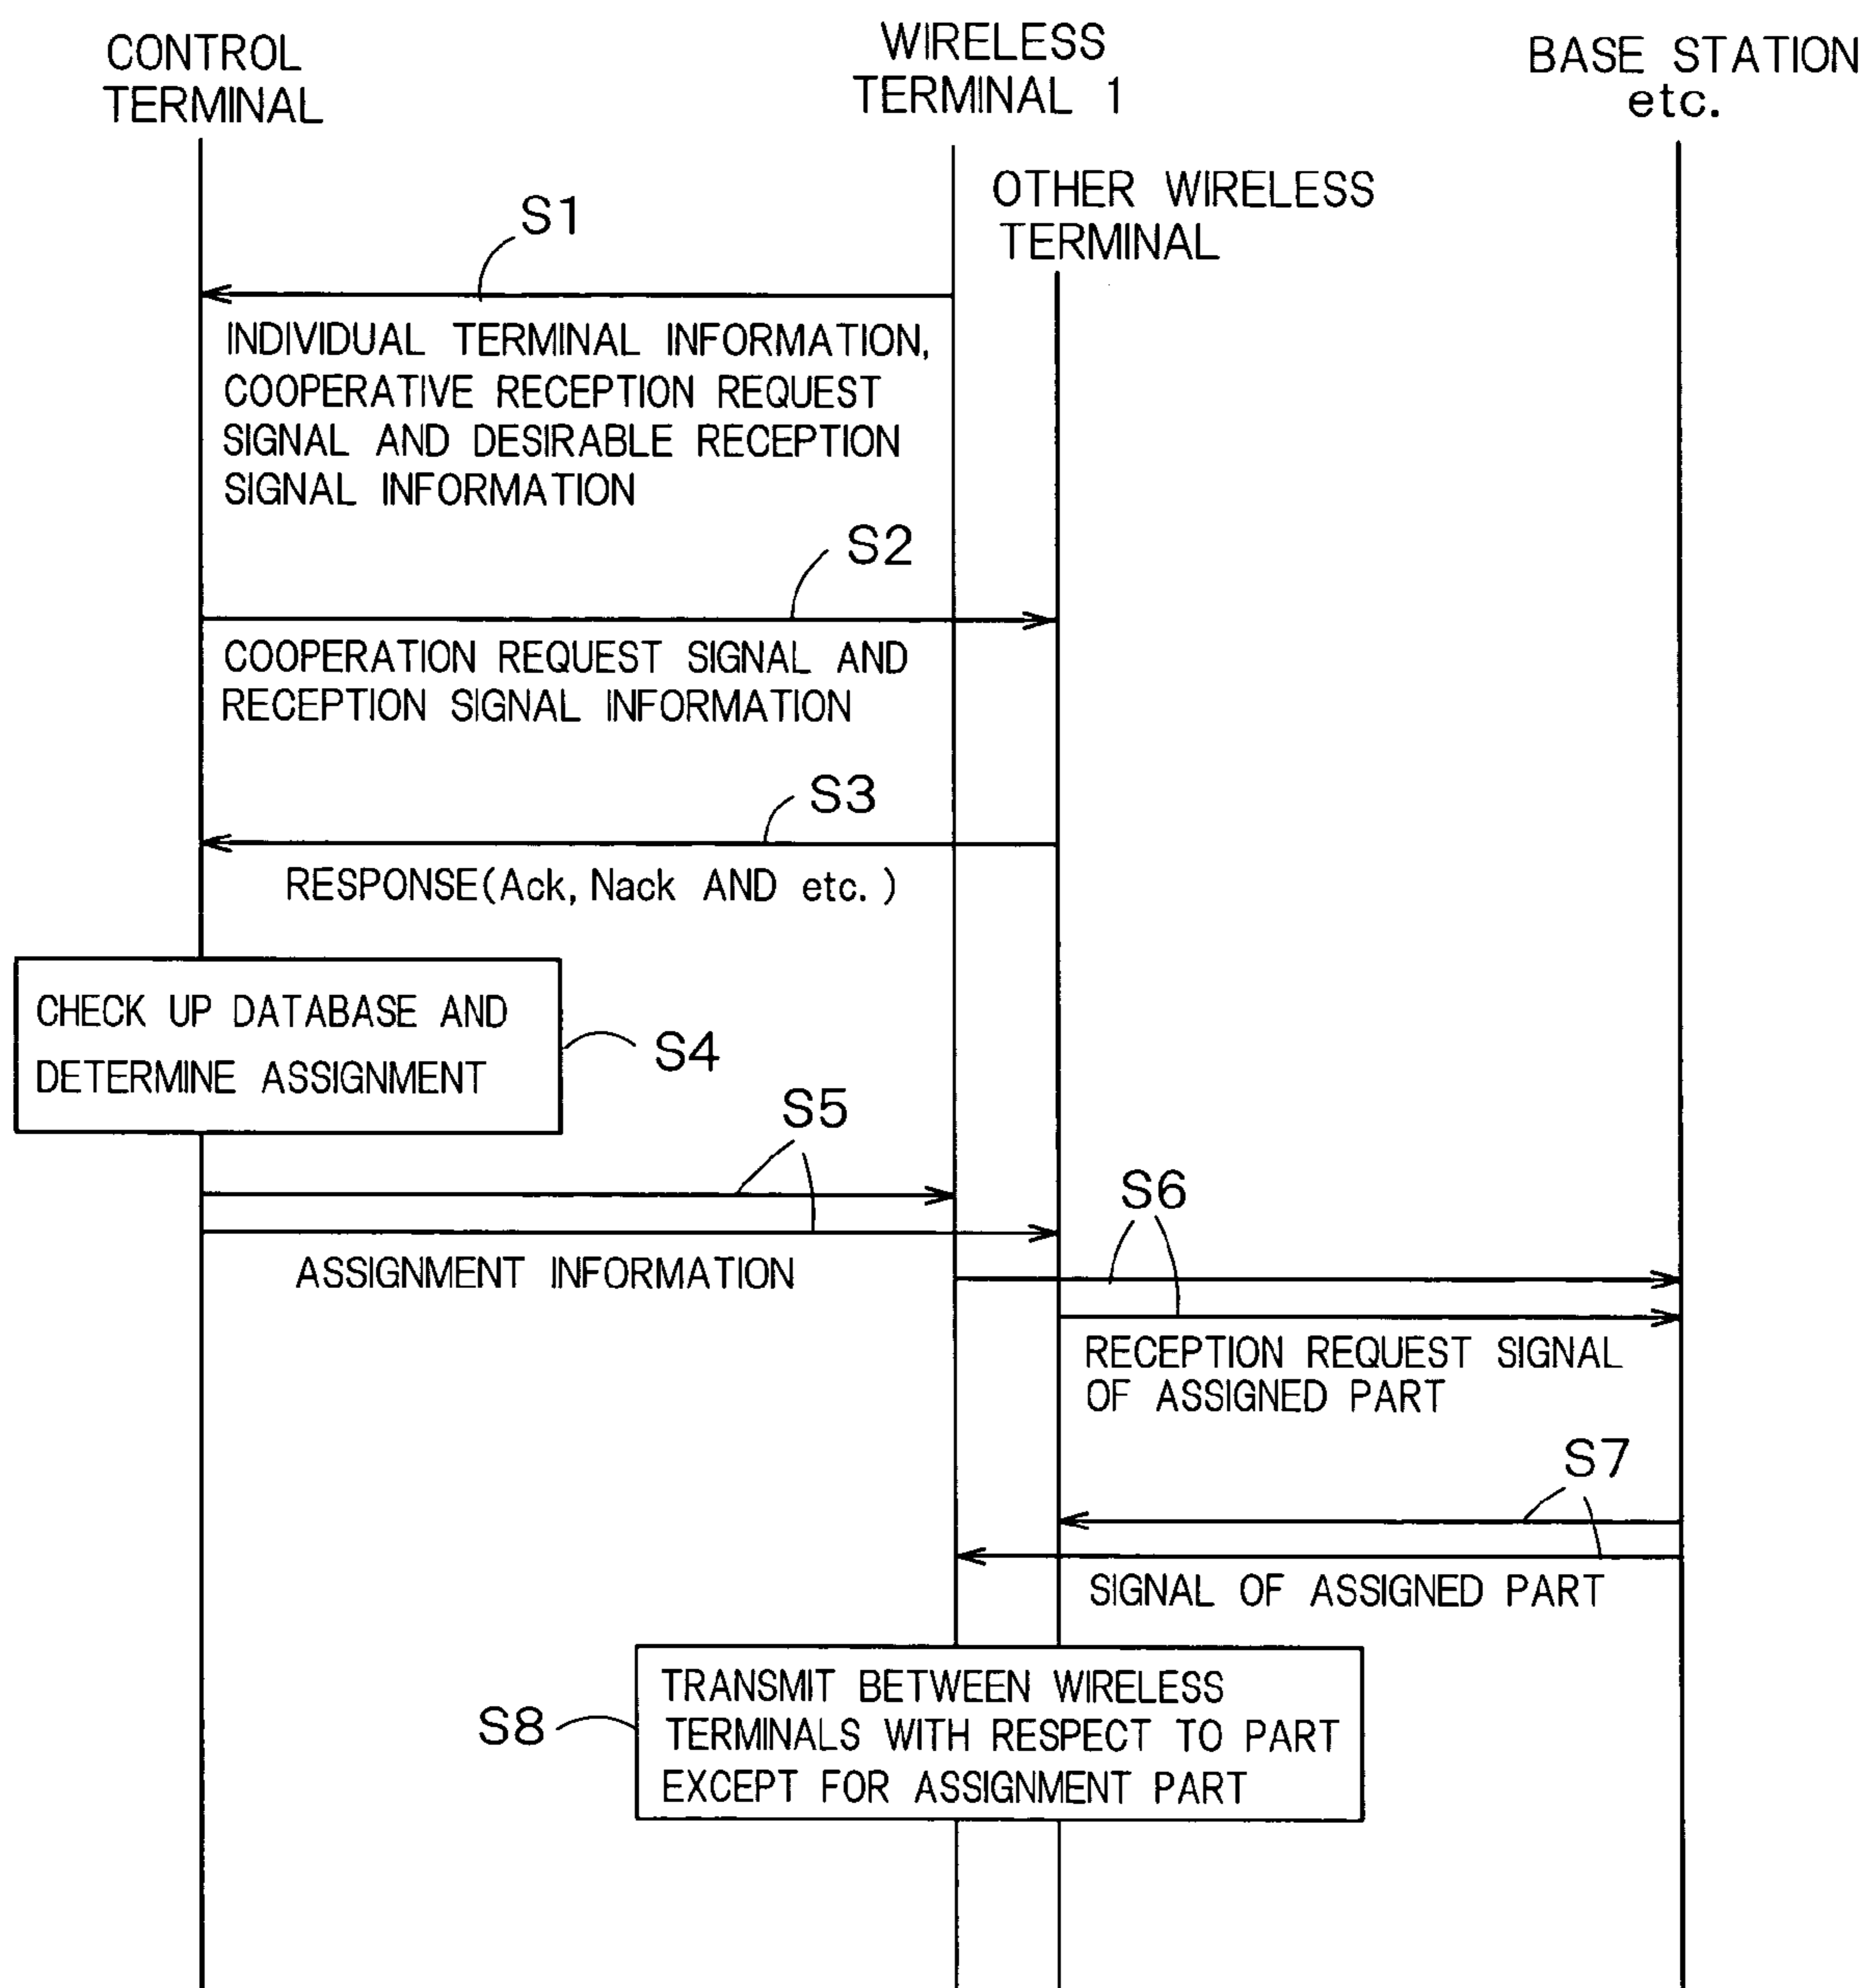 CONTROL
TERMINAL
WIRELESS
TERMINAL 1
BASE STATION
etc.
OTHER WIRELESS
TERMINAL
S1
INDIVIDUAL TERMINAL INFORMATION,
COOPERATIVE RECEPTION REQUEST
SIGNAL AND DESIRABLE RECEPTION
SIGNAL INFORMATION
S2
COOPERATION REQUEST SIGNAL AND
RECEPTION SIGNAL INFORMATION
S3
RESPONSE(Ack, Nack AND etc. )
CHECK UP DATABASE AND
DETERMINE ASSIGNMENT
S4
S5
ASSIGNMENT INFORMATION
S6
RECEPTION REQUEST SIGNAL
OF ASSIGNED PART
S7
SIGNAL OF ASSIGNED PART
S8
TRANSMIT BETWEEN WIRELESS
TERMINALS WITH RESPECT TO PART
EXCEPT FOR ASSIGNMENT PART